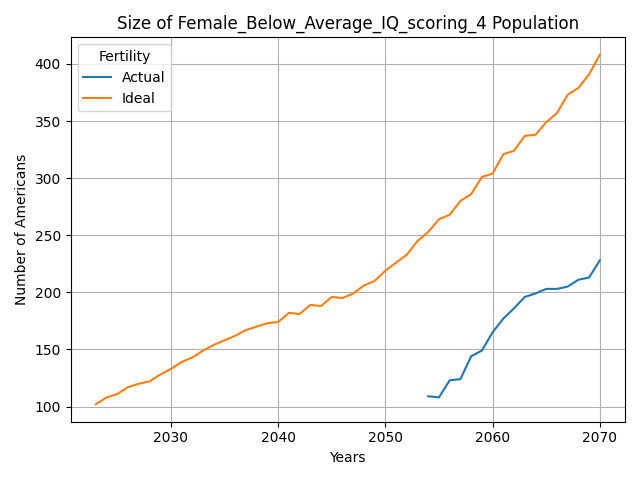 Size of Female_Below_Average_IQ_scoring_4 Population
Fertility
Actual
Ideal
Number of Americans
400
350
300
250
200
150
100
2030
2040
2050
2060
2070
Years